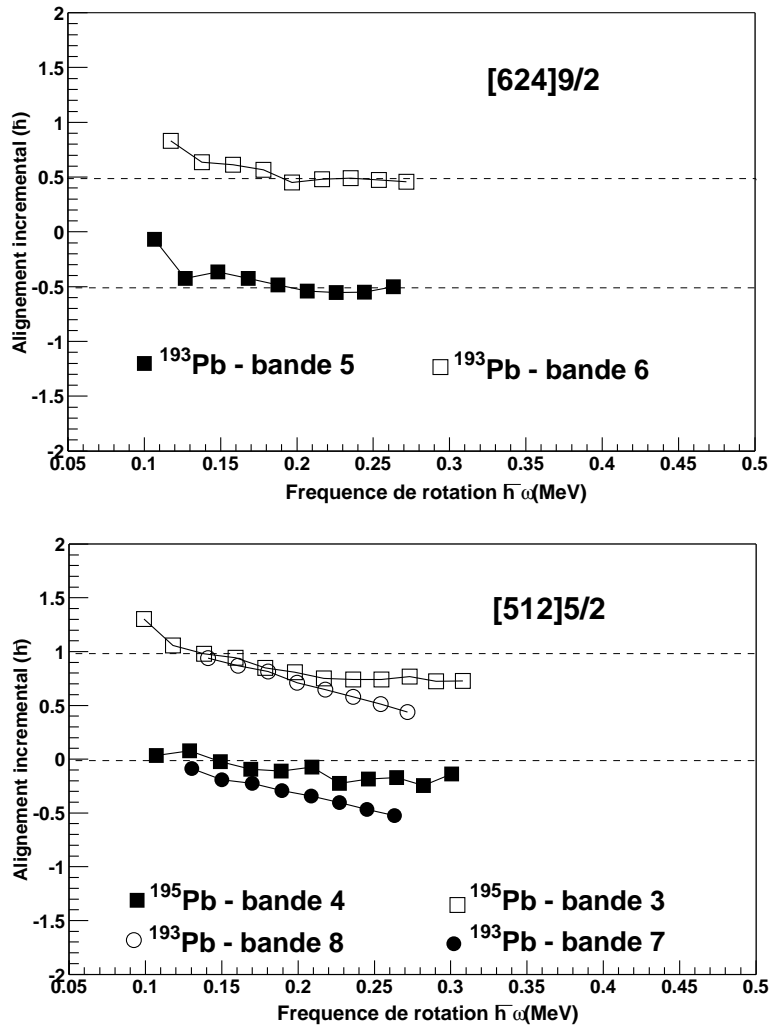 2
1.5
1
0.5
0
-0.5
-1
-1.5
-2
Alignement incremental (ħ)
[624]9/2
193Pb - bande 5
193Pb - bande 6
0.05 0.1 0.15 0.2 0.25 0.3 0.35 0.4 0.45 0.5
Frequence de rotation ħ ω(MeV)
2
1.5
1
0.5
0
-0.5
-1
-1.5
-2
Alignement incremental (ħ)
[512]5/2
195Pb - bande 4
195Pb - bande 3
193Pb - bande 8
193Pb - bande 7
0.05 0.1 0.15 0.2 0.25 0.3 0.35 0.4 0.45 0.5
Frequence de rotation ħ ω(MeV)